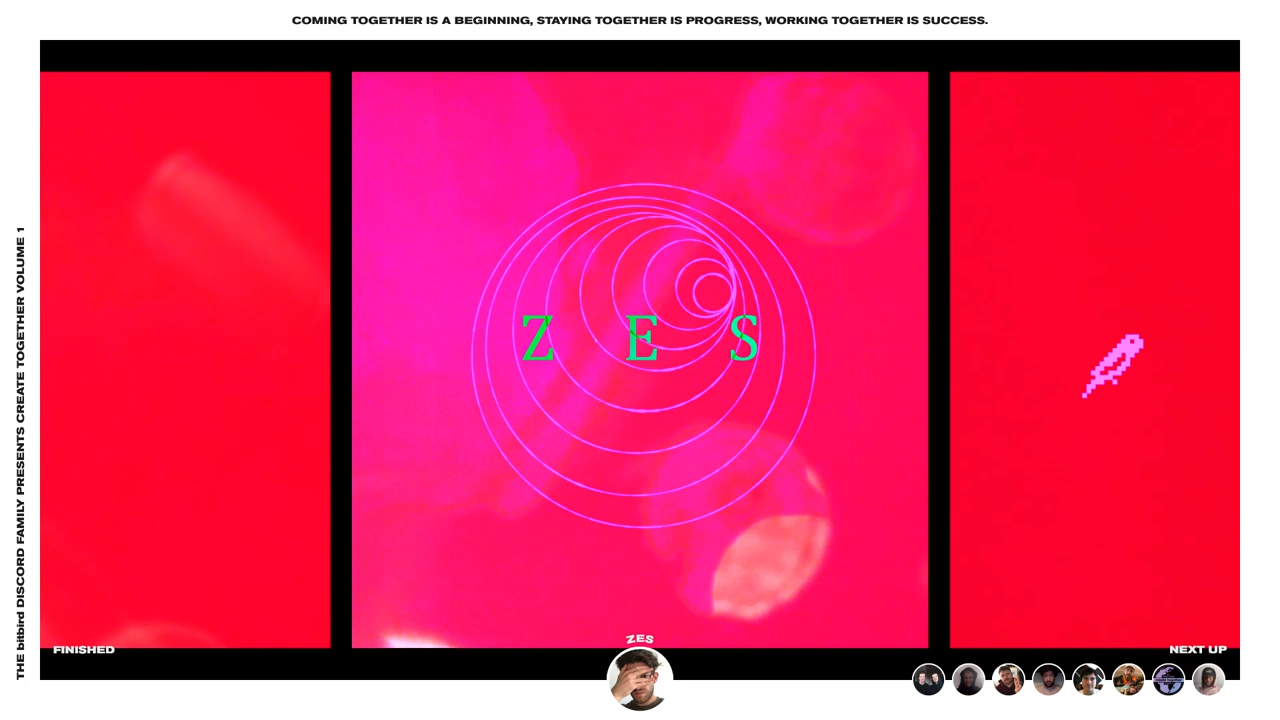 COMING TOGETHER IS A BEGINNING, STAYING TOGETHER IS PROGRESS, WORKING TOGETHER IS SUCCESS.
THE bitbird DISCORD FAMILY PRESENTS CREATE TOGETHER VOLUME 1
Z E S
FINISHED
ZES
NEXT UP